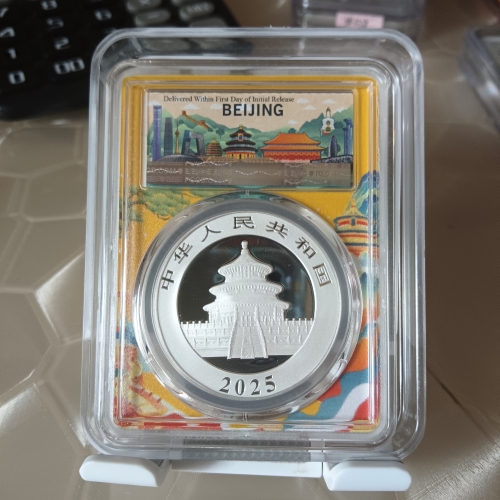 Delivered Within First Day of Initial Release
BEIJING
中华人民共和国
2025